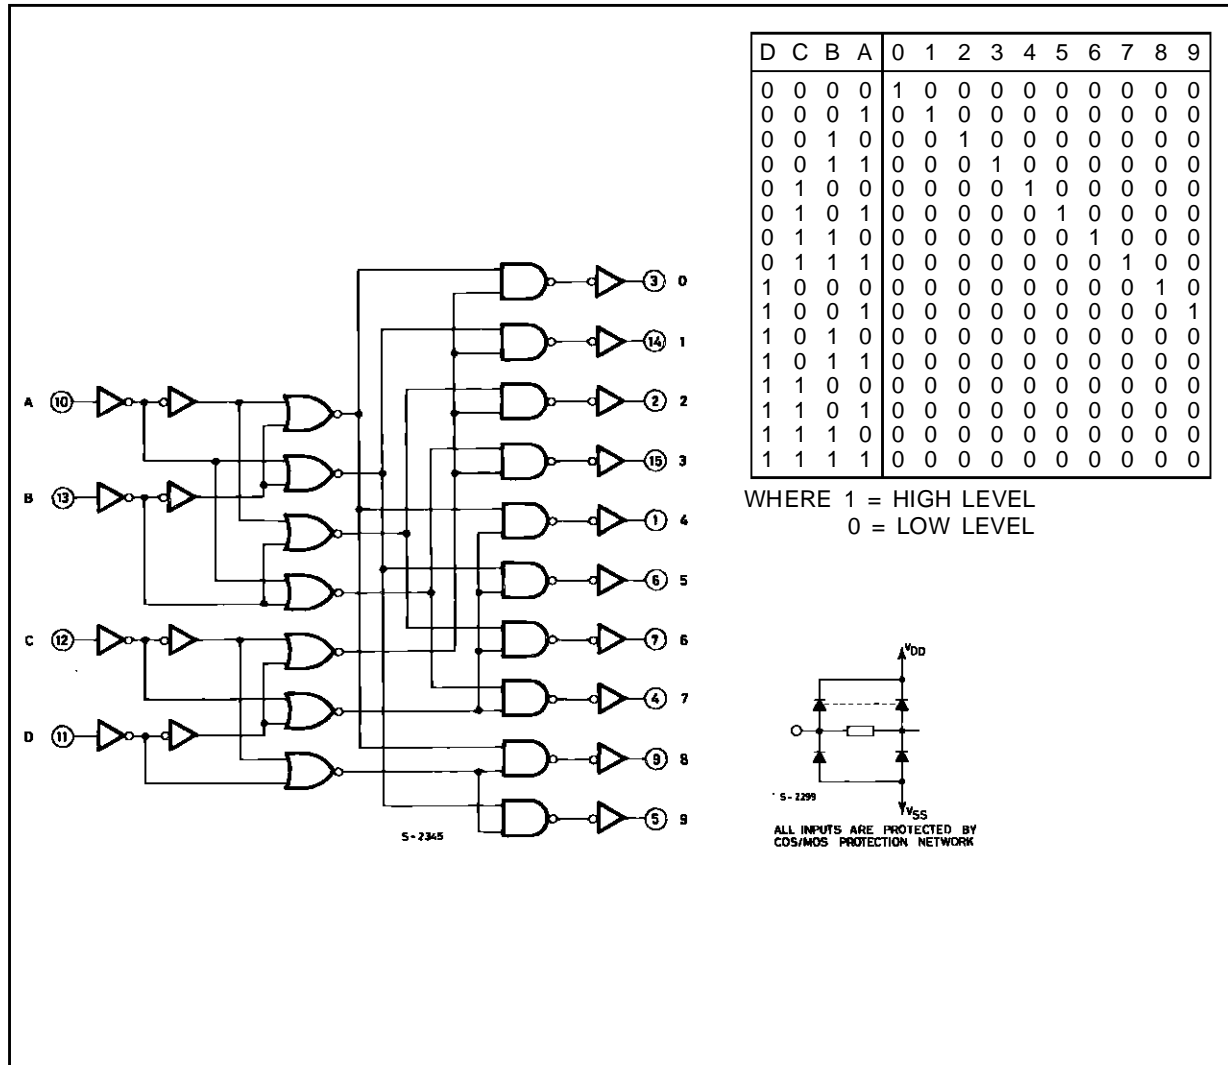 D C B A 0 1 2 3 4 5 6 7 8 9
0 0 0 0 1 0 0 0 0 0 0 0 0 0
0 0 0 1 0 1 0 0 0 0 0 0 0 0
0 0 1 0 0 0 1 0 0 0 0 0 0 0
0 0 1 1 0 0 0 1 0 0 0 0 0 0
0 1 0 0 0 0 0 0 1 0 0 0 0 0
0 1 0 1 0 0 0 0 0 1 0 0 0 0
0 1 1 0 0 0 0 0 0 0 1 0 0 0
0 1 1 1 0 0 0 0 0 0 0 1 0 0
1 0 0 0 0 0 0 0 0 0 0 0 1 0
1 0 0 1 0 0 0 0 0 0 0 0 0 1
1 0 1 0 0 0 0 0 0 0 0 0 0 0
1 0 1 1 0 0 0 0 0 0 0 0 0 0
1 1 0 0 0 0 0 0 0 0 0 0 0 0
1 1 0 1 0 0 0 0 0 0 0 0 0 0
1 1 1 0 0 0 0 0 0 0 0 0 0 0
1 1 1 1 0 0 0 0 0 0 0 0 0 0
WHERE 1 = HIGH LEVEL
0 = LOW LEVEL
3 0
14 1
2 2
15 3
1 4
6 5
7 6
4 7
9 8
5 9
A 10
B 13
C 12
D 11
S-2345
VDD
S-2299
VSS
ALL INPUTS ARE PROTECTED BY
COS/MOS PROTECTION NETWORK